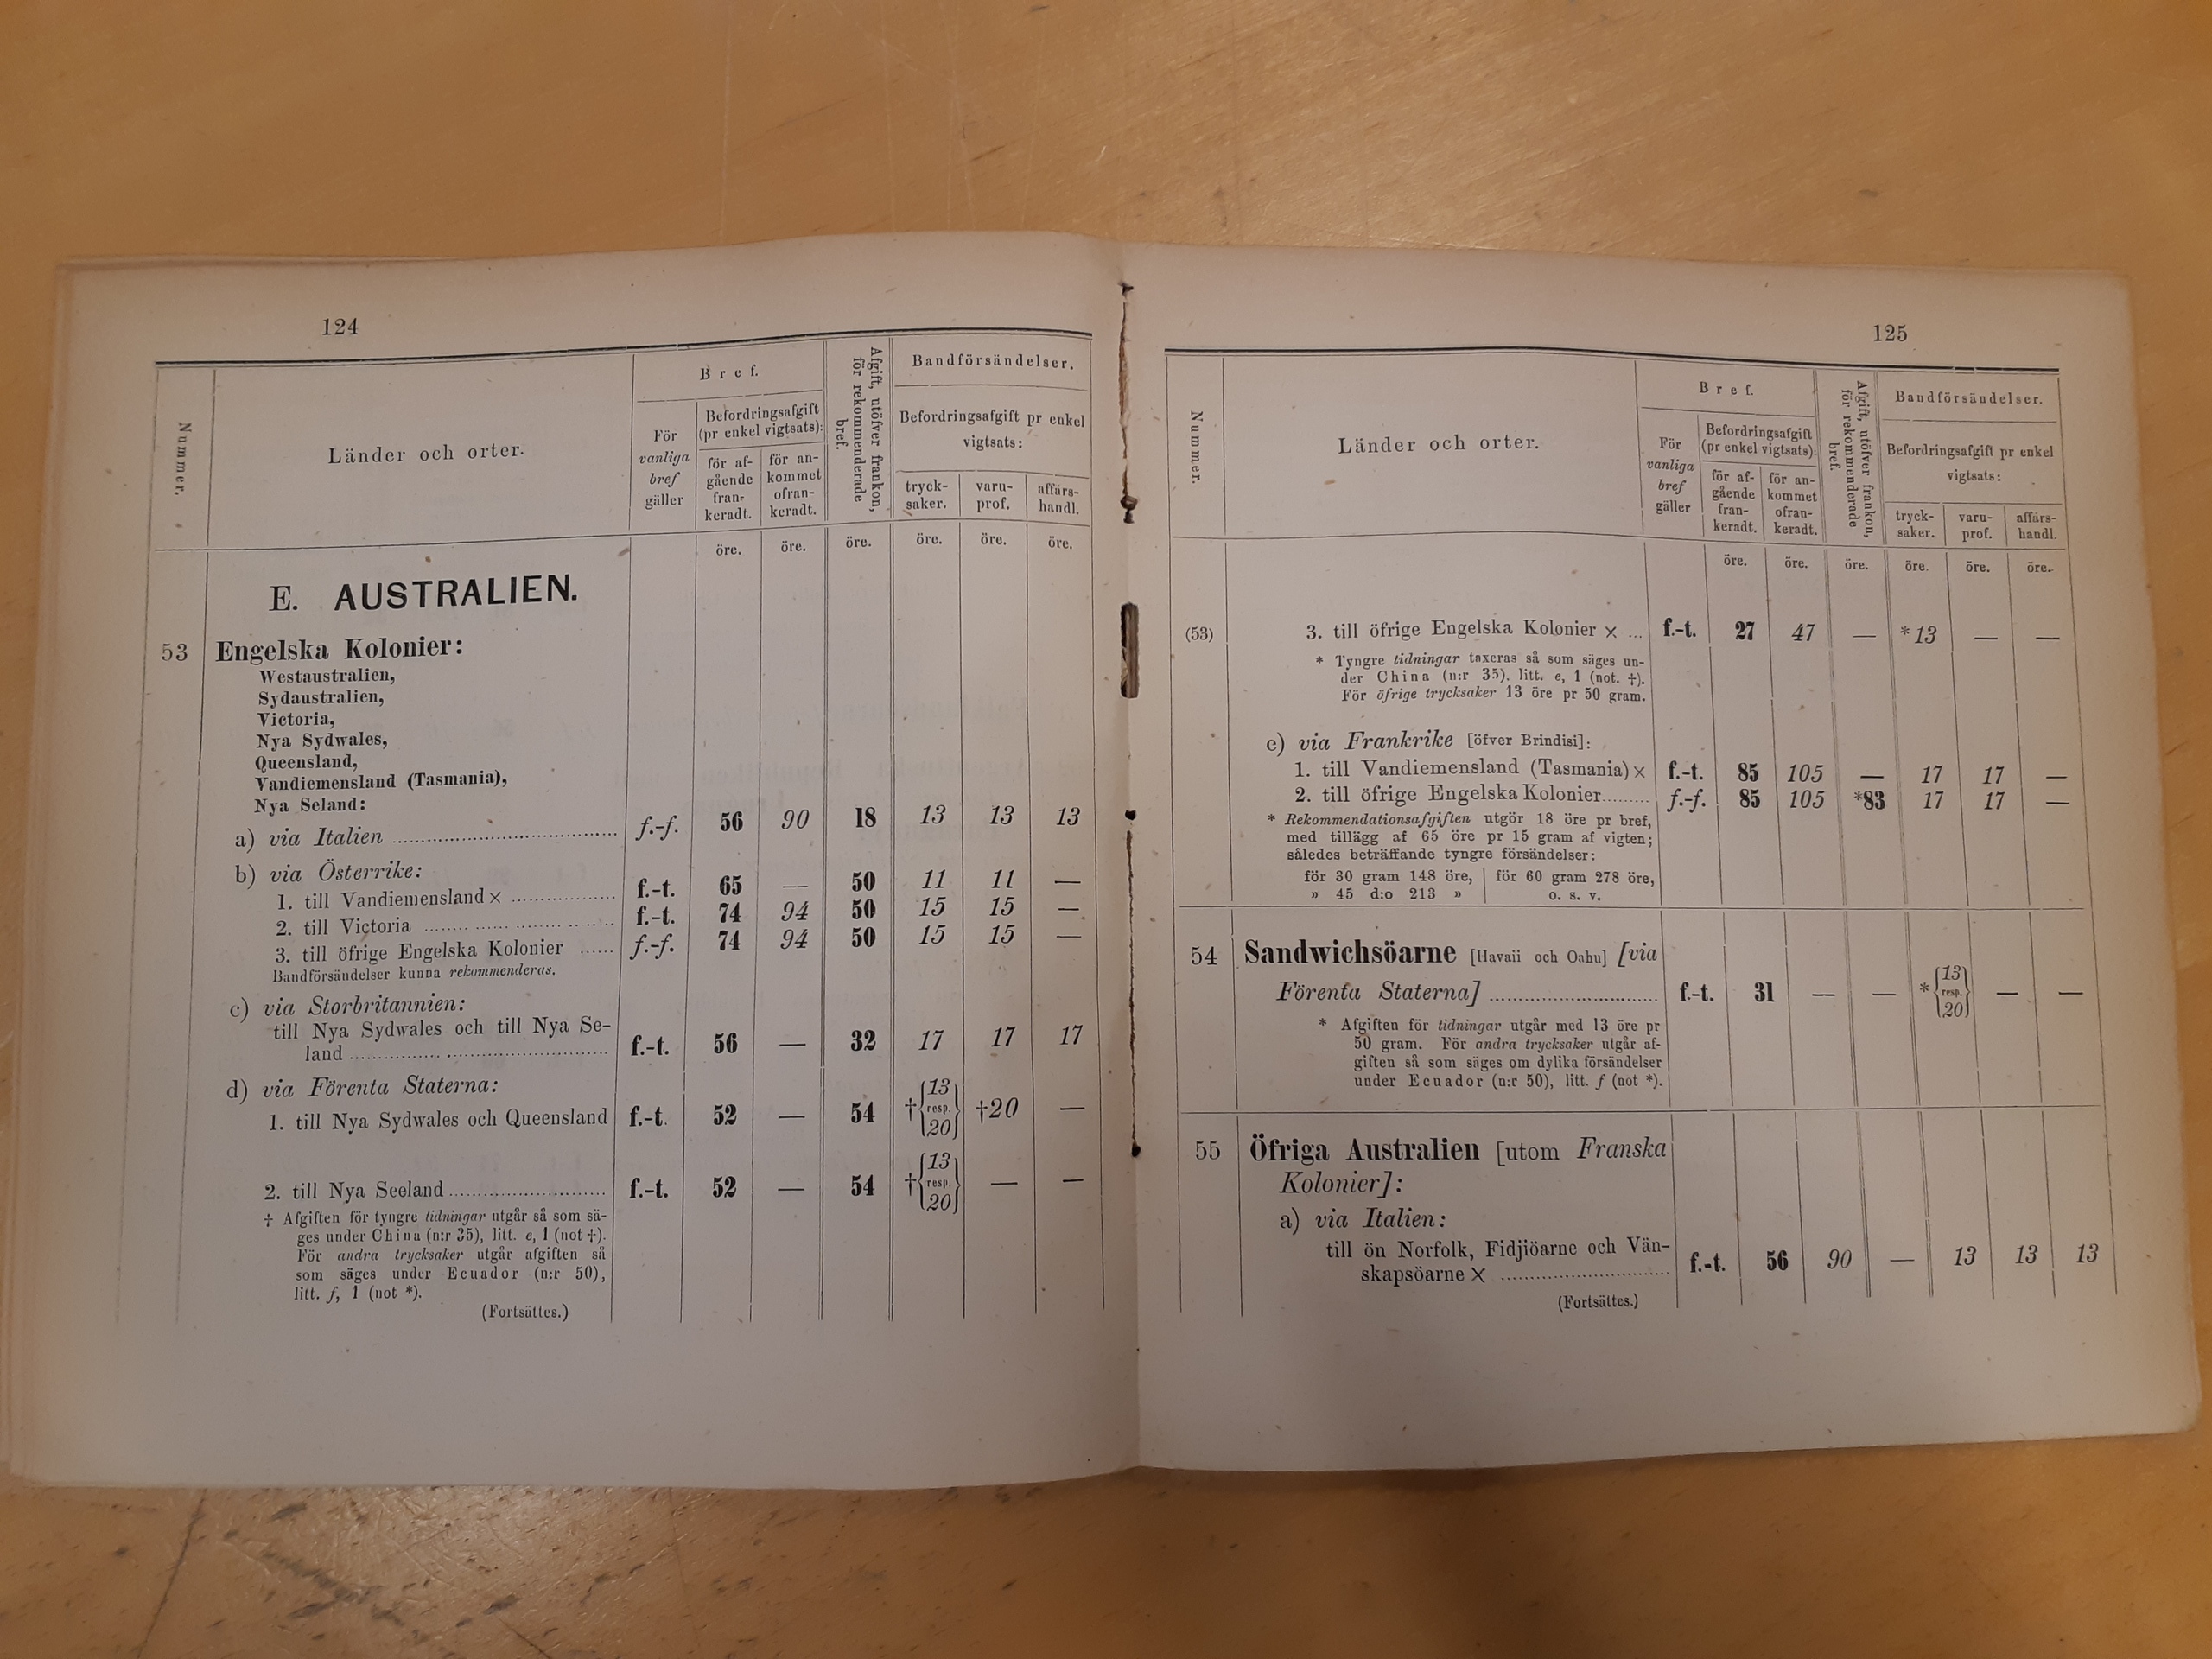 124
Nummer.
Länder och orter.
Bref.
För vanliga bref gäller
Befordringsafgift (pr enkel vigtsats):
för afgående frankeradt.
för ankommet ofrankeradt.
Afgift, utöfver frankon, för rekommenderade bref.
Bandförsändelser.
Befordringsafgift pr enkel vigtsats:
trycksaker.
varuprof.
affärshandl.
öre. öre. öre. öre. öre. öre.
E. AUSTRALIEN.
53 Engelska Kolonier:
Westaustralien,
Sydaustralien,
Victoria,
Nya Sydwales,
Queensland,
Vandiemensland (Tasmania),
Nya Seland:
a) via Italien ........ f.-f. 56 90 18 13 13 13
b) via Österrike:
1. till Vandiemensland × ........ f.-t. 65 — 50 11 11 —
2. till Victoria ........ f.-t. 74 94 50 15 15 —
3. till öfrige Engelska Kolonier ...... f.-f. 74 94 50 15 15 —
Bandförsändelser kunna rekommenderas.
c) via Storbritannien:
till Nya Sydwales och till Nya Se-
land ........ f.-t. 56 — 32 17 17 17
d) via Förenta Staterna:
1. till Nya Sydwales och Queensland f.-t. 52 — 54 †{13 resp. 20} †20 —
2. till Nya Seeland ........ f.-t. 52 — 54 †{13 resp. 20} — —
† Afgiften för tyngre tidningar utgår så som sä-
ges under China (n:r 35), litt. e, 1 (not †).
För andra trycksaker utgår afgiften så
som säges under Ecuador (n:r 50),
litt. f, 1 (not *).
(Fortsättes.)
125
Nummer.
Länder och orter.
Bref.
För vanliga bref gäller
Befordringsafgift (pr enkel vigtsats):
för afgående frankeradt.
för ankommet ofrankeradt.
Afgift, utöfver frankon, för rekommenderade bref.
Bandförsändelser.
Befordringsafgift pr enkel vigtsats:
trycksaker.
varuprof.
affärshandl.
öre. öre. öre. öre. öre. öre.
(53) 3. till öfrige Engelska Kolonier × ... f.-t. 27 47 — *13 — —
* Tyngre tidningar taxeras så som säges un-
der China (n:r 35). litt. e, 1 (not. †).
För öfrige trycksaker 13 öre pr 50 gram.
e) via Frankrike [öfver Brindisi]:
1. till Vandiemensland (Tasmania) × f.-t. 85 105 — 17 17 —
2. till öfrige Engelska Kolonier ........ f.-f. 85 105 *83 17 17 —
* Rekommendationsafgiften utgör 18 öre pr bref,
med tillägg af 65 öre pr 15 gram af vigten;
således beträffande tyngre försändelser:
för 30 gram 148 öre, | för 60 gram 278 öre,
» 45 d:o 213 » | o. s. v.
54 Sandwichsöarne [Havaii och Oahu] [via
Förenta Staterna] ........ f.-t. 31 — — *{13 resp. 20} — —
* Afgiften för tidningar utgår med 13 öre pr
50 gram. För andra trycksaker utgår af-
giften så som säges om dylika försändelser
under Ecuador (n:r 50), litt. f (not *).
55 Öfriga Australien [utom Franska
Kolonier]:
a) via Italien:
till ön Norfolk, Fidjiöarne och Vän-
skapsöarne × ........ f.-t. 56 90 — 13 13 13
(Fortsättes.)